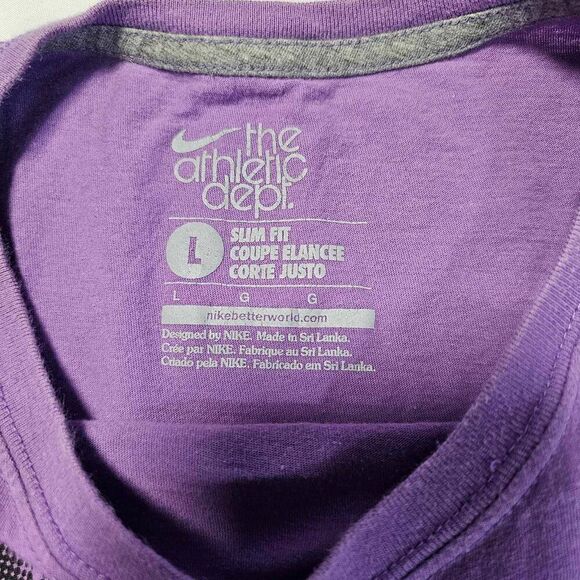 the
athletic
dept.
L
SLIM FIT
COUPE ELANCEE
CORTE JUSTO
L G G
nikebetterworld.com
Designed by NIKE. Made in Sri Lanka.
Crée par NIKE. Fabrique au Sri Lanka.
Criado pela NIKE. Fabricado em Sri Lanka.